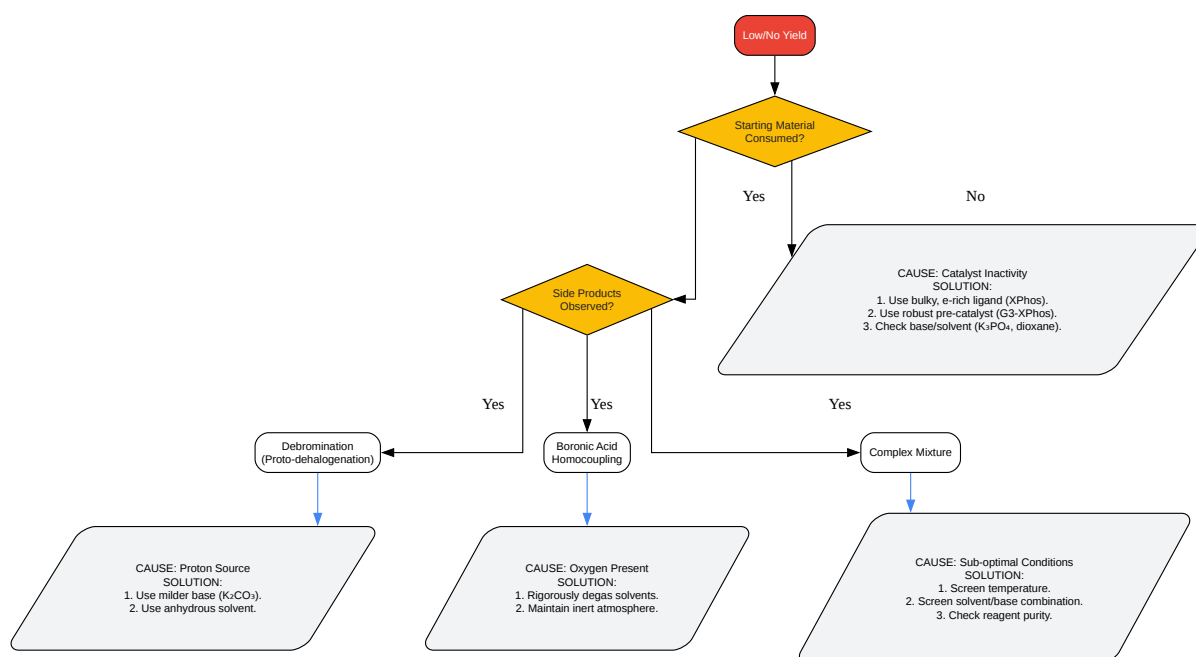 Low/No Yield
Starting Material
Consumed?
Yes
No
CAUSE: Catalyst Inactivity
SOLUTION:
1. Use bulky, e-rich ligand (XPhos).
2. Use robust pre-catalyst (G3-XPhos).
3. Check base/solvent (K₃PO₄, dioxane).
Side Products
Observed?
Yes
Yes
Yes
Debromination
(Proto-dehalogenation)
Boronic Acid
Homocoupling
Complex Mixture
CAUSE: Proton Source
SOLUTION:
1. Use milder base (K₂CO₃).
2. Use anhydrous solvent.
CAUSE: Oxygen Present
SOLUTION:
1. Rigorously degas solvents.
2. Maintain inert atmosphere.
CAUSE: Sub-optimal Conditions
SOLUTION:
1. Screen temperature.
2. Screen solvent/base combination.
3. Check reagent purity.